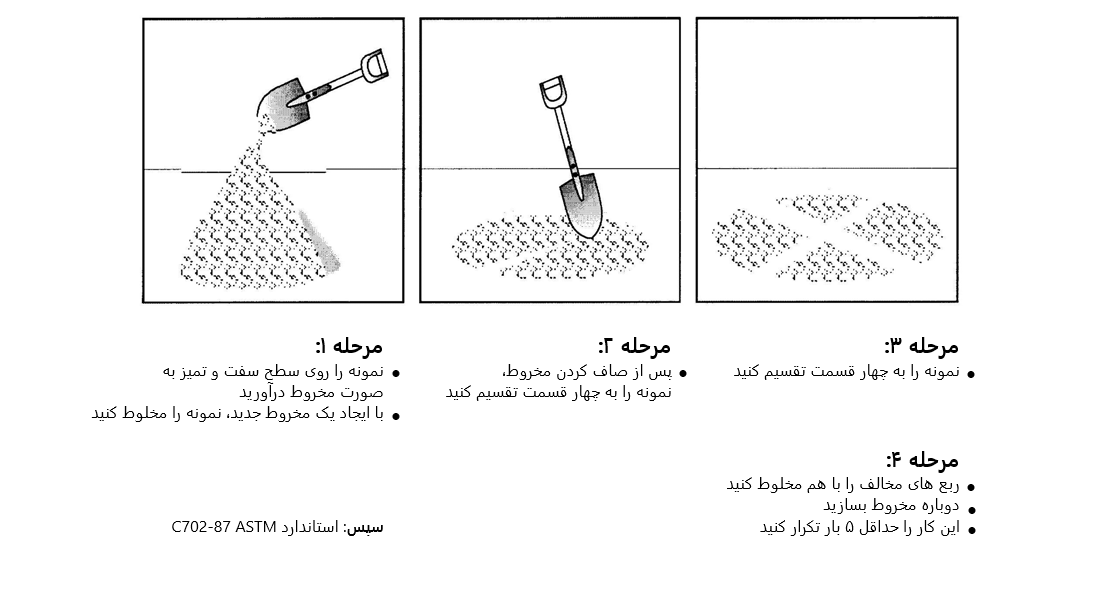 مرحله ۱:
● نمونه را روی سطح سفت و تمیز به
صورت مخروط درآورید
● با ایجاد یک مخروط جدید، نمونه را مخلوط کنید
مرحله ۲:
● پس از صاف کردن مخروط،
نمونه را به چهار قسمت تقسیم کنید
مرحله ۳:
● نمونه را به چهار قسمت تقسیم کنید
مرحله ۴:
● ربع های مخالف را با هم مخلوط کنید
● دوباره مخروط بسازید
● این کار را حداقل ۵ بار تکرار کنید
سپس: استاندارد C702-87 ASTM